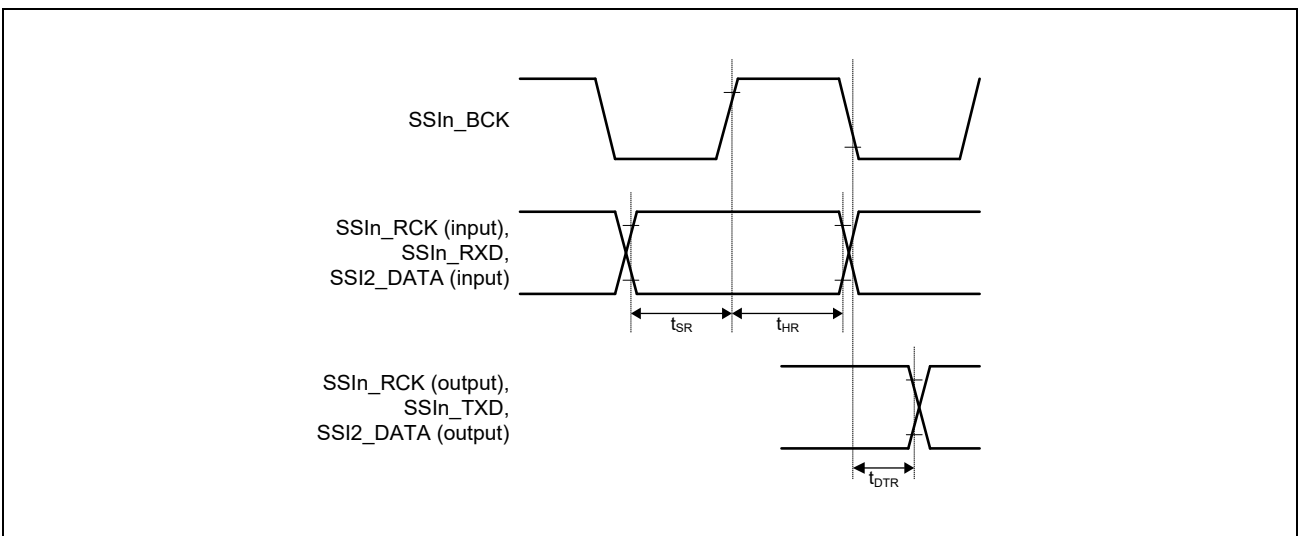 SSIn_BCK
SSIn_RCK (input),
SSIn_RXD,
SSI2_DATA (input)
tSR
tHR
SSIn_RCK (output),
SSIn_TXD,
SSI2_DATA (output)
tDTR